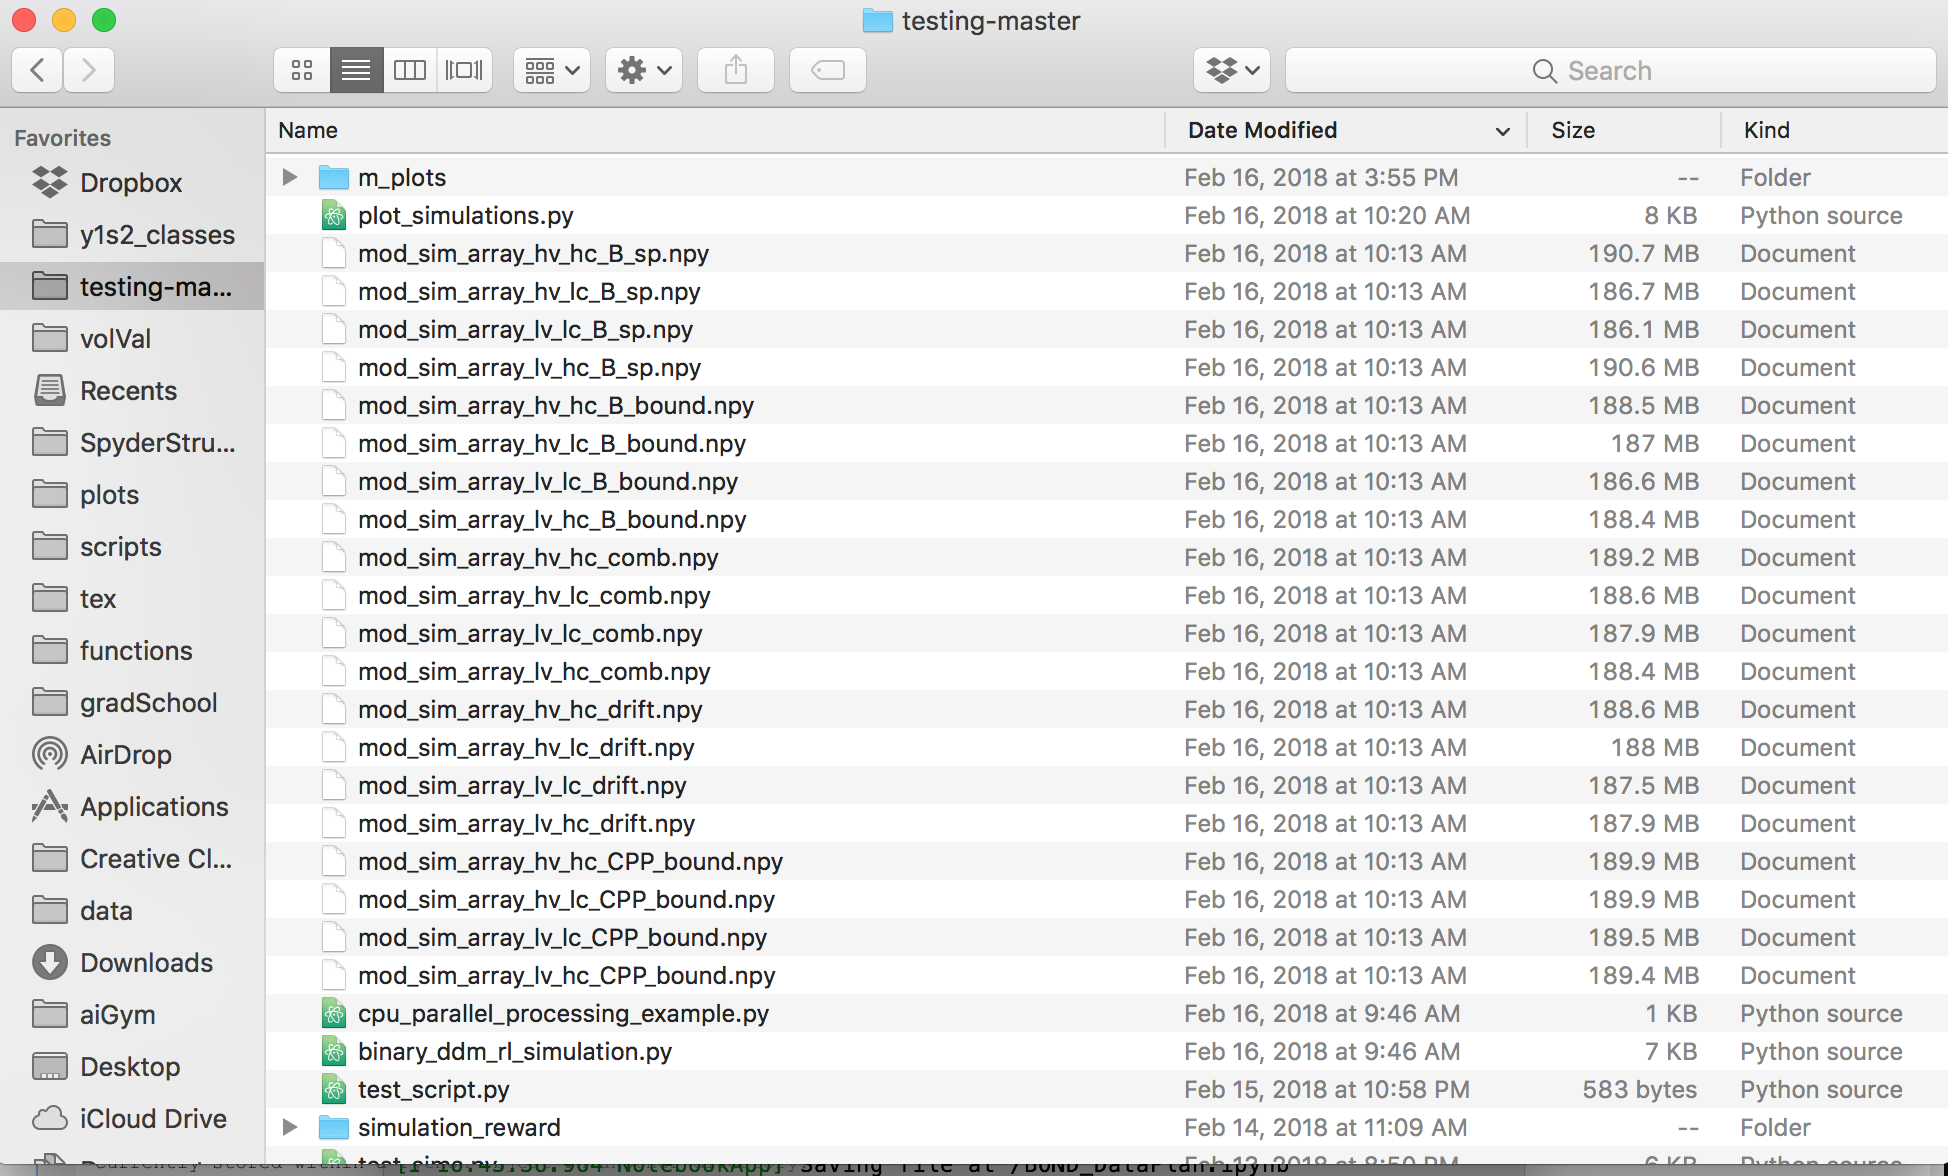 testing-master
Search
Favorites
Dropbox
y1s2_classes
testing-ma...
volVal
Recents
SpyderStru...
plots
scripts
tex
functions
gradSchool
AirDrop
Applications
Creative Cl...
data
Downloads
aiGym
Desktop
iCloud Drive
Name Date Modified Size Kind
m_plots Feb 16, 2018 at 3:55 PM -- Folder
plot_simulations.py Feb 16, 2018 at 10:20 AM 8 KB Python source
mod_sim_array_hv_hc_B_sp.npy Feb 16, 2018 at 10:13 AM 190.7 MB Document
mod_sim_array_hv_lc_B_sp.npy Feb 16, 2018 at 10:13 AM 186.7 MB Document
mod_sim_array_lv_lc_B_sp.npy Feb 16, 2018 at 10:13 AM 186.1 MB Document
mod_sim_array_lv_hc_B_sp.npy Feb 16, 2018 at 10:13 AM 190.6 MB Document
mod_sim_array_hv_hc_B_bound.npy Feb 16, 2018 at 10:13 AM 188.5 MB Document
mod_sim_array_hv_lc_B_bound.npy Feb 16, 2018 at 10:13 AM 187 MB Document
mod_sim_array_lv_lc_B_bound.npy Feb 16, 2018 at 10:13 AM 186.6 MB Document
mod_sim_array_lv_hc_B_bound.npy Feb 16, 2018 at 10:13 AM 188.4 MB Document
mod_sim_array_hv_hc_comb.npy Feb 16, 2018 at 10:13 AM 189.2 MB Document
mod_sim_array_hv_lc_comb.npy Feb 16, 2018 at 10:13 AM 188.6 MB Document
mod_sim_array_lv_lc_comb.npy Feb 16, 2018 at 10:13 AM 187.9 MB Document
mod_sim_array_lv_hc_comb.npy Feb 16, 2018 at 10:13 AM 188.4 MB Document
mod_sim_array_hv_hc_drift.npy Feb 16, 2018 at 10:13 AM 188.6 MB Document
mod_sim_array_hv_lc_drift.npy Feb 16, 2018 at 10:13 AM 188 MB Document
mod_sim_array_lv_lc_drift.npy Feb 16, 2018 at 10:13 AM 187.5 MB Document
mod_sim_array_lv_hc_drift.npy Feb 16, 2018 at 10:13 AM 187.9 MB Document
mod_sim_array_hv_hc_CPP_bound.npy Feb 16, 2018 at 10:13 AM 189.9 MB Document
mod_sim_array_hv_lc_CPP_bound.npy Feb 16, 2018 at 10:13 AM 189.9 MB Document
mod_sim_array_lv_lc_CPP_bound.npy Feb 16, 2018 at 10:13 AM 189.5 MB Document
mod_sim_array_lv_hc_CPP_bound.npy Feb 16, 2018 at 10:13 AM 189.4 MB Document
cpu_parallel_processing_example.py Feb 16, 2018 at 9:46 AM 1 KB Python source
binary_ddm_rl_simulation.py Feb 16, 2018 at 9:46 AM 7 KB Python source
test_script.py Feb 15, 2018 at 10:58 PM 583 bytes Python source
simulation_reward Feb 14, 2018 at 11:09 AM -- Folder